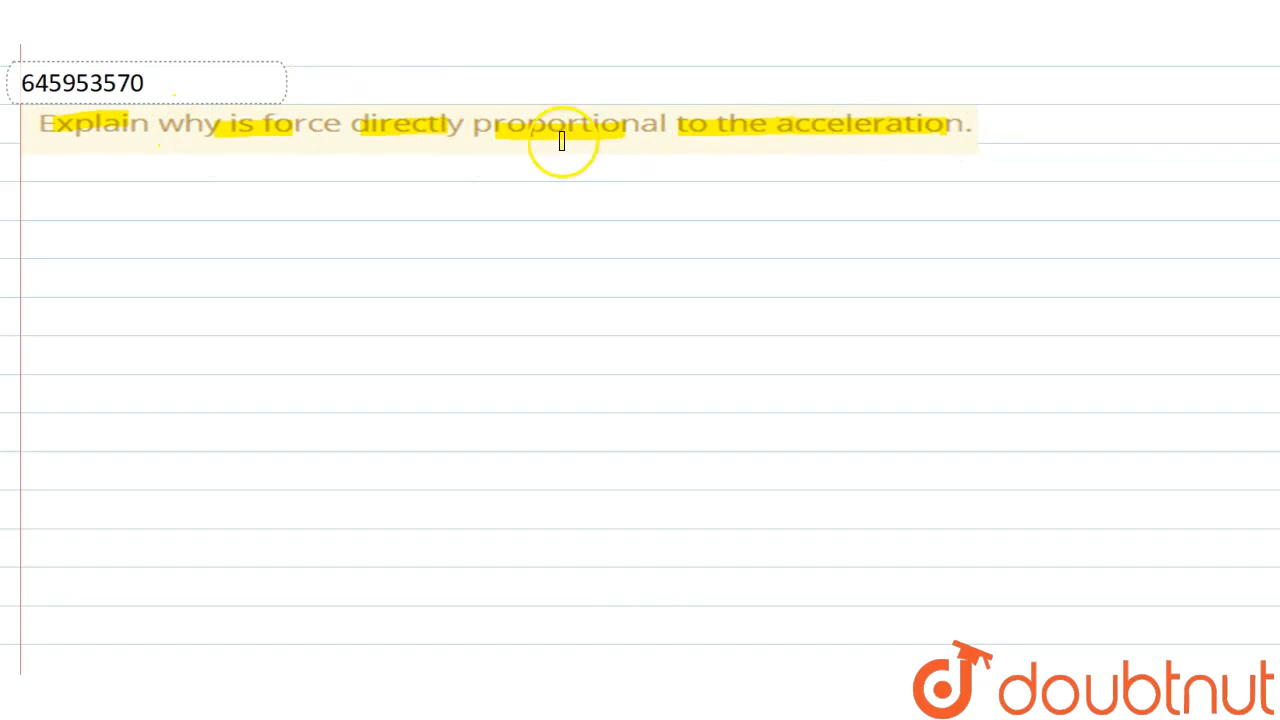 645953570
Explain why is force directly proportional to the acceleration.
doubtnut